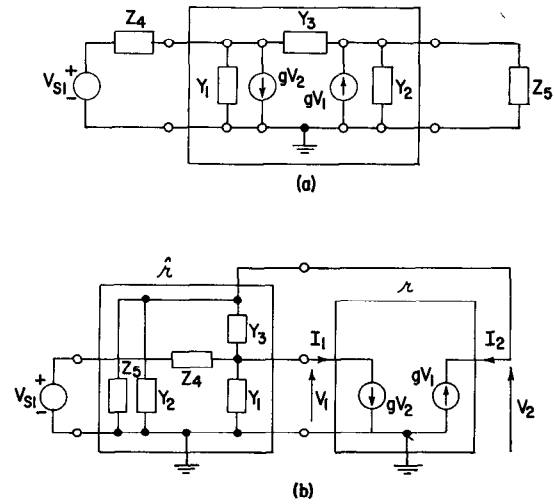 Z4
Y3
VS1
+
-
Y1
gV2
gV1
Y2
Z5
(a)
r̂
r
Y3
I1
I2
Z5
Z4
VS1
+
-
Y2
Y1
V1
gV2
gV1
V2
(b)